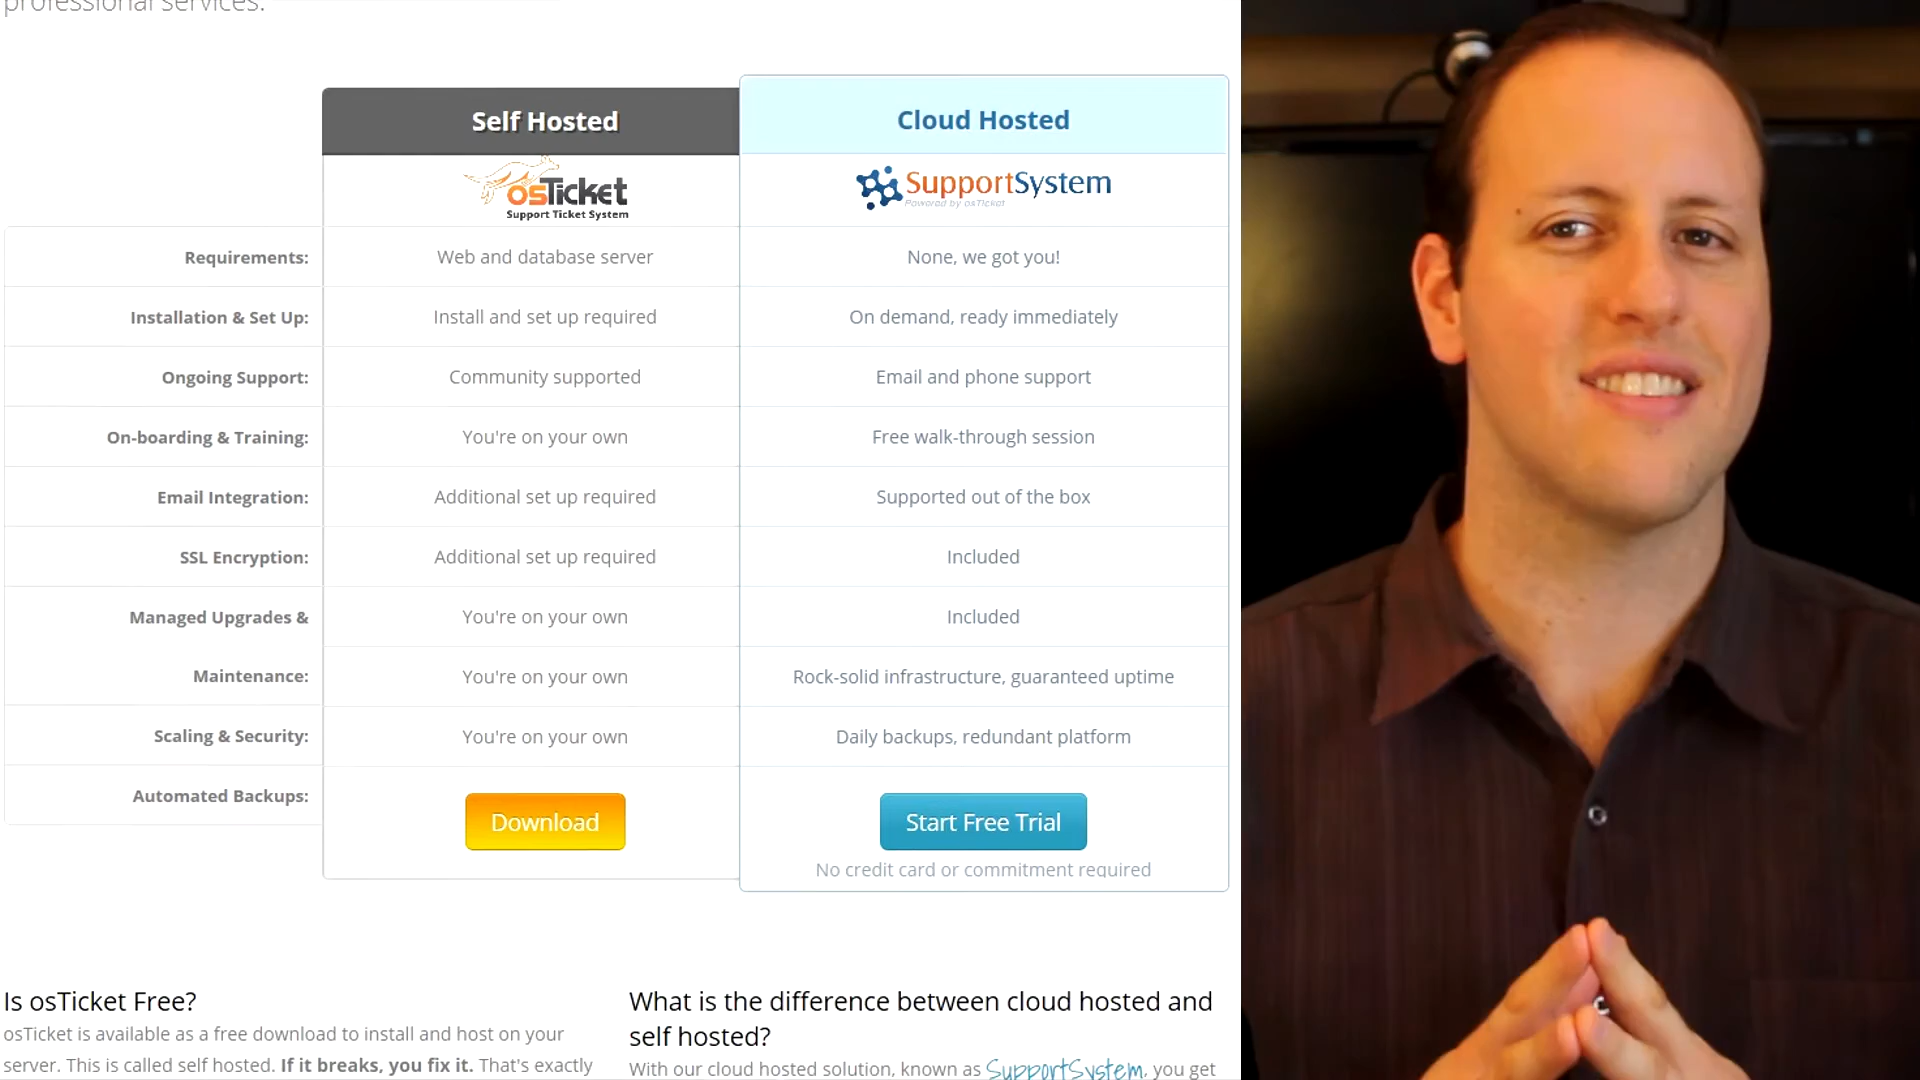 professional services.
Self Hosted
Cloud Hosted
osTicket
Support Ticket System
SupportSystem
Powered by osTicket
Requirements:
Web and database server
None, we got you!
Installation & Set Up:
Install and set up required
On demand, ready immediately
Ongoing Support:
Community supported
Email and phone support
On-boarding & Training:
You're on your own
Free walk-through session
Email Integration:
Additional set up required
Supported out of the box
SSL Encryption:
Additional set up required
Included
Managed Upgrades &
You're on your own
Included
Maintenance:
You're on your own
Rock-solid infrastructure, guaranteed uptime
Scaling & Security:
You're on your own
Daily backups, redundant platform
Automated Backups:
Download
Start Free Trial
No credit card or commitment required
Is osTicket Free?
osTicket is available as a free download to install and host on your
server. This is called self hosted. If it breaks, you fix it. That's exactly
What is the difference between cloud hosted and
self hosted?
With our cloud hosted solution, known as SupportSystem, you get